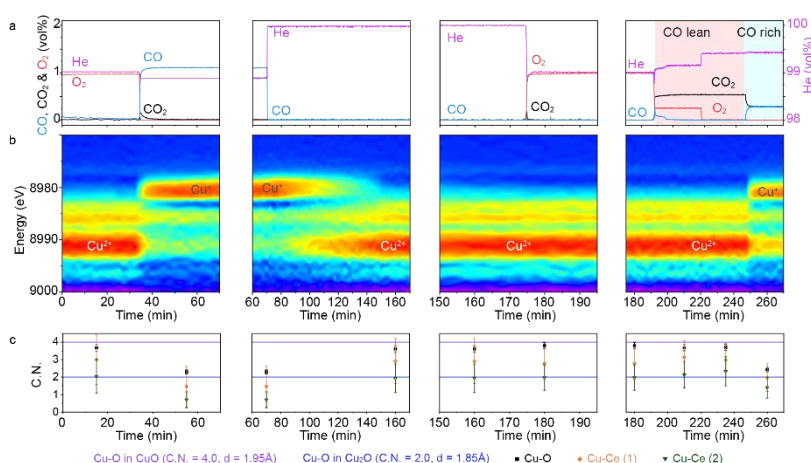 a
CO, CO2 & O2 (vol%)
2
1
0
He
O2
CO
CO2
He
CO
He
CO
O2
CO2
CO lean
CO rich
He
CO2
CO
O2
100
99
98
He (vol%)
b
Energy (eV)
8980
8990
9000
Cu+
Cu2+
Cu+
Cu2+
Cu2+
Cu+
Cu2+
0 20 40 60
60 80 100 120 140 160
150 160 170 180 190
180 200 220 240 260
Time (min) Time (min) Time (min) Time (min)
c
C.N.
4
3
2
1
0
0 20 40 60
60 80 100 120 140 160
150 160 170 180 190
180 200 220 240 260
Time (min) Time (min) Time (min) Time (min)
Cu-O in CuO (C.N. = 4.0, d = 1.95Å) Cu-O in Cu2O (C.N. = 2.0, d = 1.85Å) Cu-O Cu-Ce (1) Cu-Ce (2)